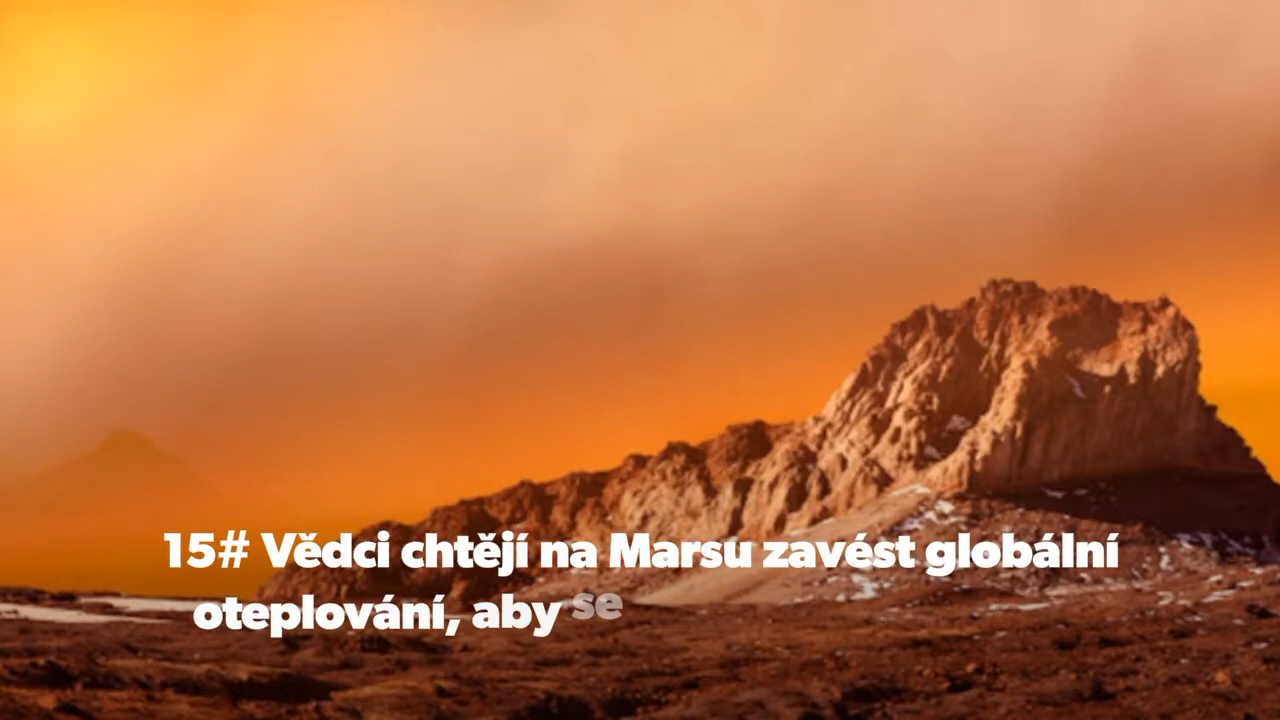 15# Vědci chtějí na Marsu zavést globální
oteplování, aby se